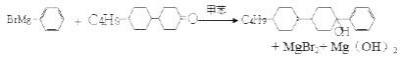 BrMg + C4H9 =O 甲苯 C4H9 OH
+ MgBr2+ Mg（OH）2